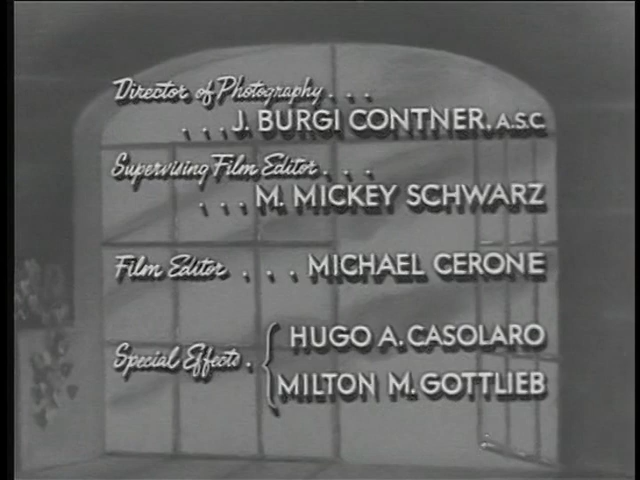 Director of Photography . . .
. . . J. BURGI CONTNER, A.S.C.
Supervising Film Editor . . .
. . . M. MICKEY SCHWARZ
Film Editor . . . MICHAEL CERONE
Special Effects . { HUGO A. CASOLARO
MILTON M. GOTTLIEB